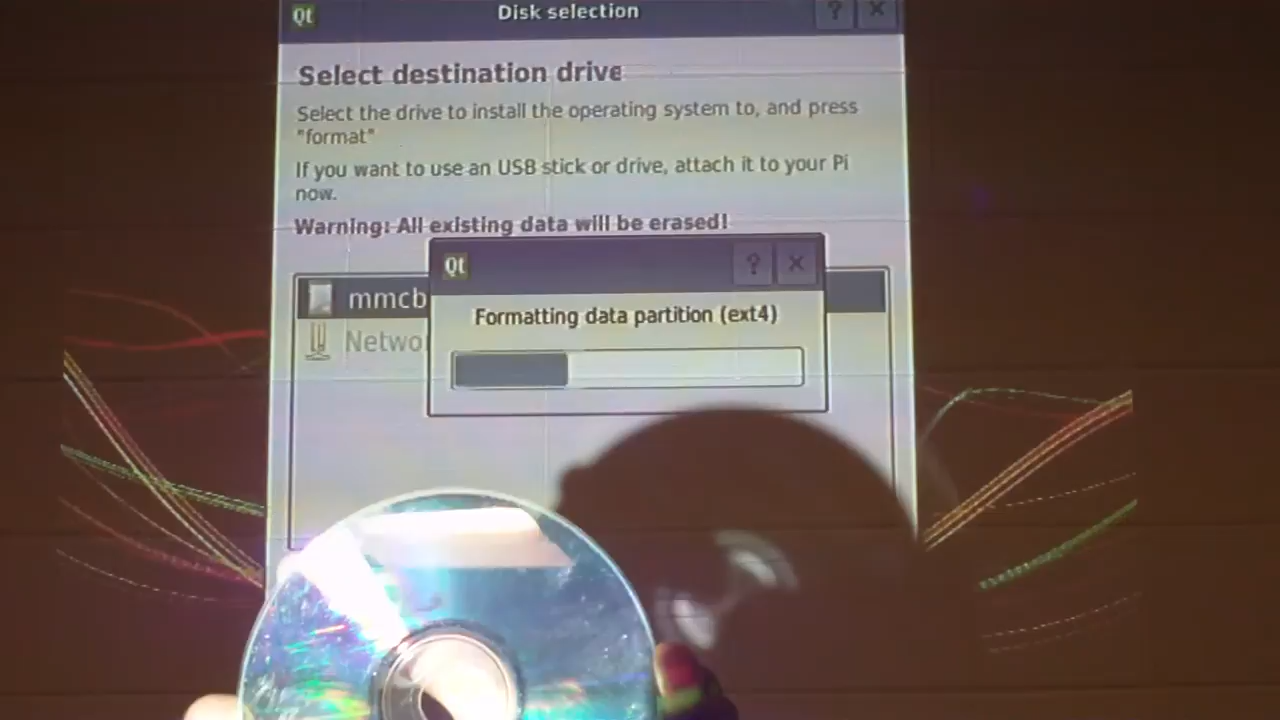 Qt Disk selection ? ×
Select destination drive
Select the drive to install the operating system to, and press
"format"
If you want to use an USB stick or drive, attach it to your Pi
now.
Warning: All existing data will be erased!
Qt ? ×
mmcb
Formatting data partition (ext4)
Netwo